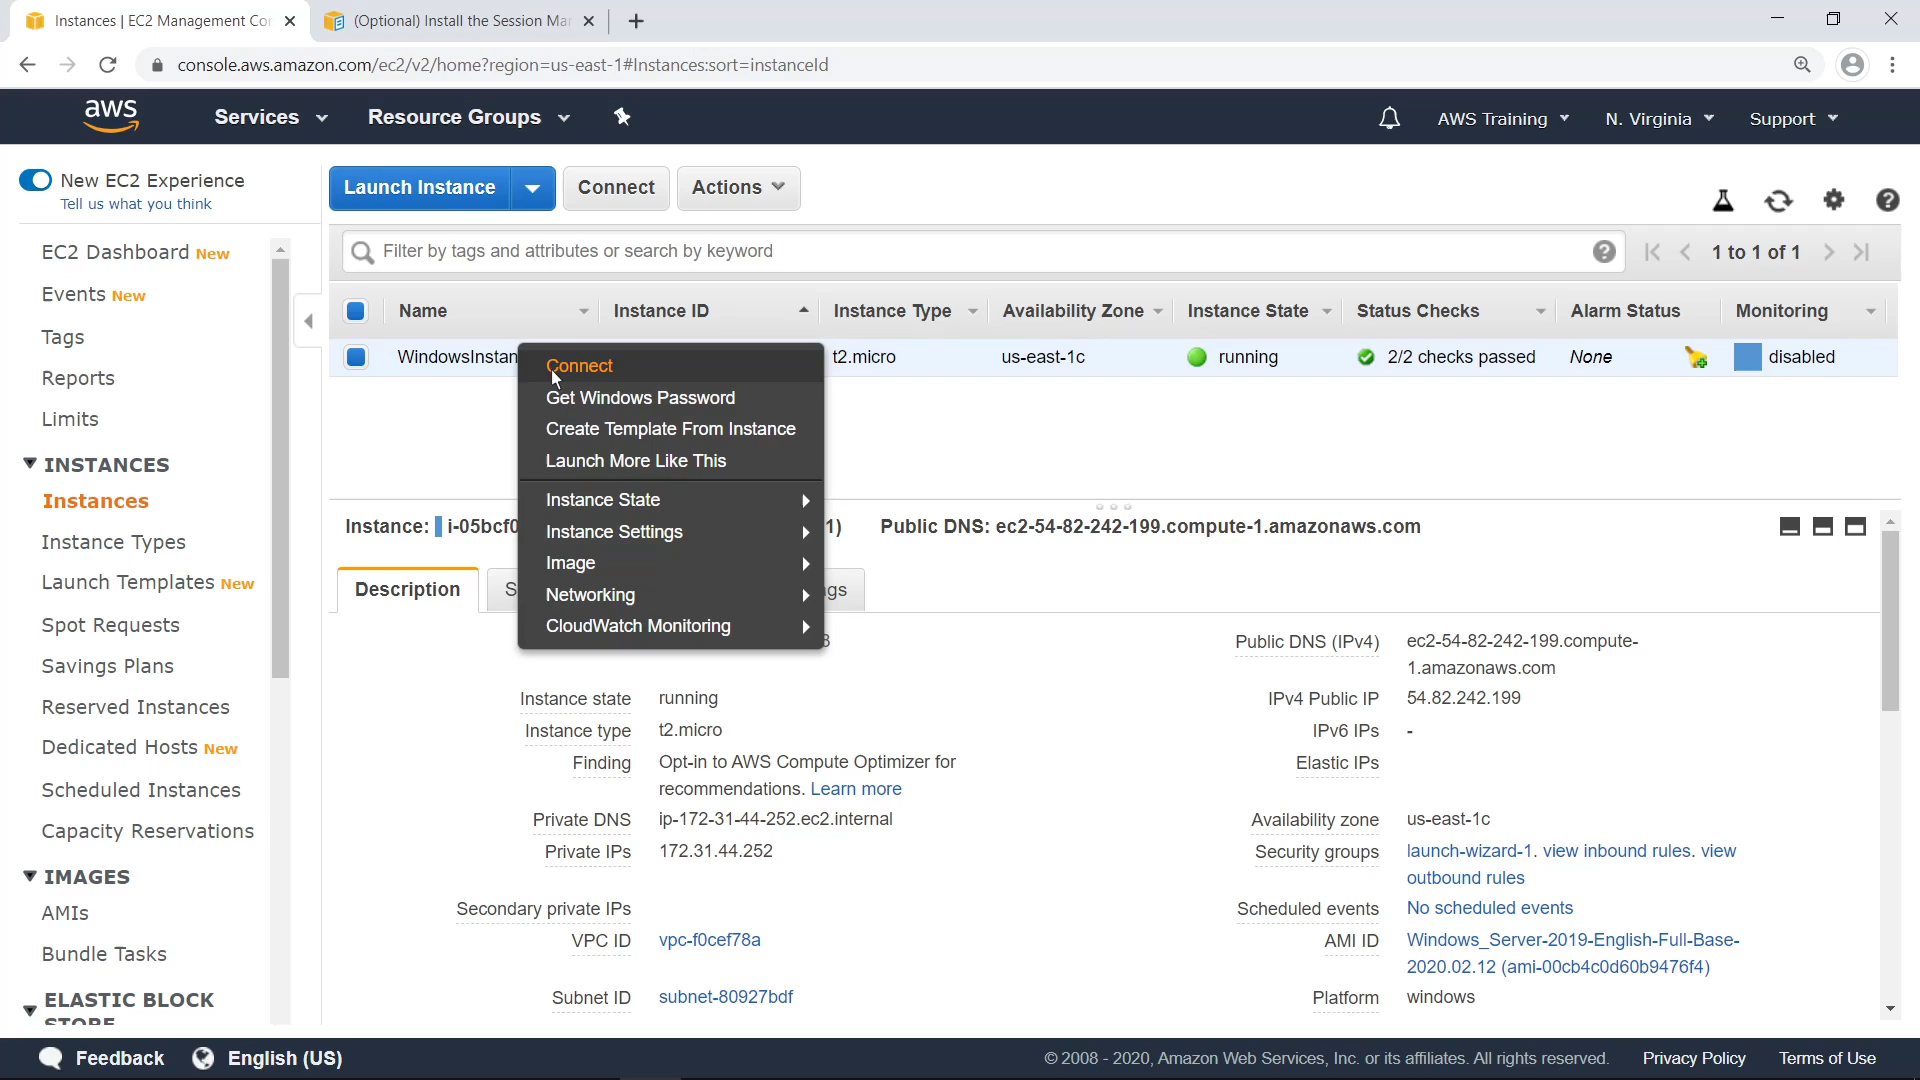 Instances | EC2 Management Cor
(Optional) Install the Session Mar
console.aws.amazon.com/ec2/v2/home?region=us-east-1#Instances:sort=instanceId
aws
Services
Resource Groups
AWS Training
N. Virginia
Support
New EC2 Experience
Tell us what you think
Launch Instance
Connect
Actions
EC2 Dashboard New
Events New
Tags
Reports
Limits
INSTANCES
Instances
Instance Types
Launch Templates New
Spot Requests
Savings Plans
Reserved Instances
Dedicated Hosts New
Scheduled Instances
Capacity Reservations
IMAGES
AMIs
Bundle Tasks
ELASTIC BLOCK
STORE
Filter by tags and attributes or search by keyword
1 to 1 of 1
Name
Instance ID
Instance Type
Availability Zone
Instance State
Status Checks
Alarm Status
Monitoring
WindowsInstan
t2.micro
us-east-1c
running
2/2 checks passed
None
disabled
Connect
Get Windows Password
Create Template From Instance
Launch More Like This
Instance State
Instance Settings
Image
Networking
CloudWatch Monitoring
Instance: i-05bcf0
1)
Public DNS: ec2-54-82-242-199.compute-1.amazonaws.com
Description
S
gs
8
Instance state running
Instance type t2.micro
Finding Opt-in to AWS Compute Optimizer for
recommendations. Learn more
Private DNS ip-172-31-44-252.ec2.internal
Private IPs 172.31.44.252
Secondary private IPs
VPC ID vpc-f0cef78a
Subnet ID subnet-80927bdf
Public DNS (IPv4) ec2-54-82-242-199.compute-
1.amazonaws.com
IPv4 Public IP 54.82.242.199
IPv6 IPs -
Elastic IPs
Availability zone us-east-1c
Security groups launch-wizard-1. view inbound rules. view
outbound rules
Scheduled events No scheduled events
AMI ID Windows_Server-2019-English-Full-Base-
2020.02.12 (ami-00cb4c0d60b9476f4)
Platform windows
Feedback
English (US)
© 2008 - 2020, Amazon Web Services, Inc. or its affiliates. All rights reserved.
Privacy Policy
Terms of Use